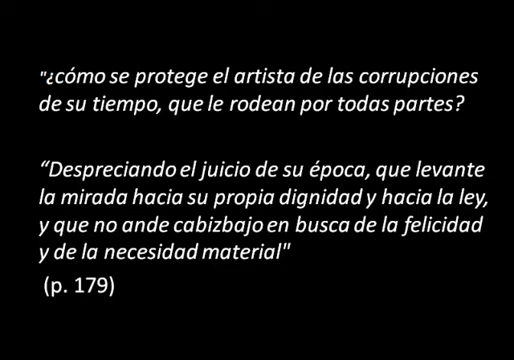 "¿cómo se protege el artista de las corrupciones
de su tiempo, que le rodean por todas partes?
“Despreciando el juicio de su época, que levante
la mirada hacia su propia dignidad y hacia la ley,
y que no ande cabizbajo en busca de la felicidad
y de la necesidad material"
(p. 179)